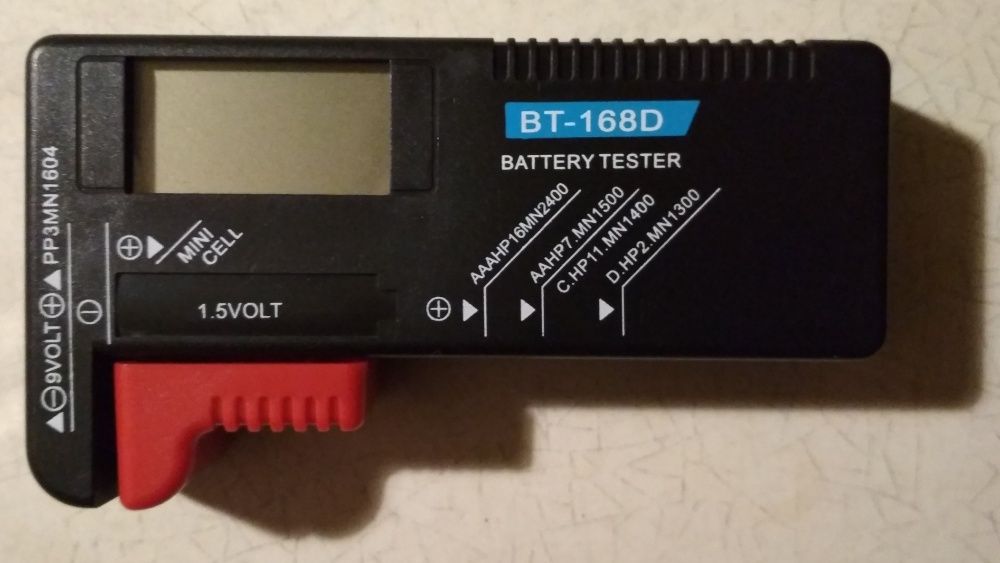 BT-168D
BATTERY TESTER
AAAHP16MN2400
AAHP7.MN1500
C.HP11.MN1400
D.HP2.MN1300
⊕▶
▶
▶
⊕▶ MINI
CELL
⊖
1.5VOLT
▲⊖9VOLT⊕▲PP3MN1604